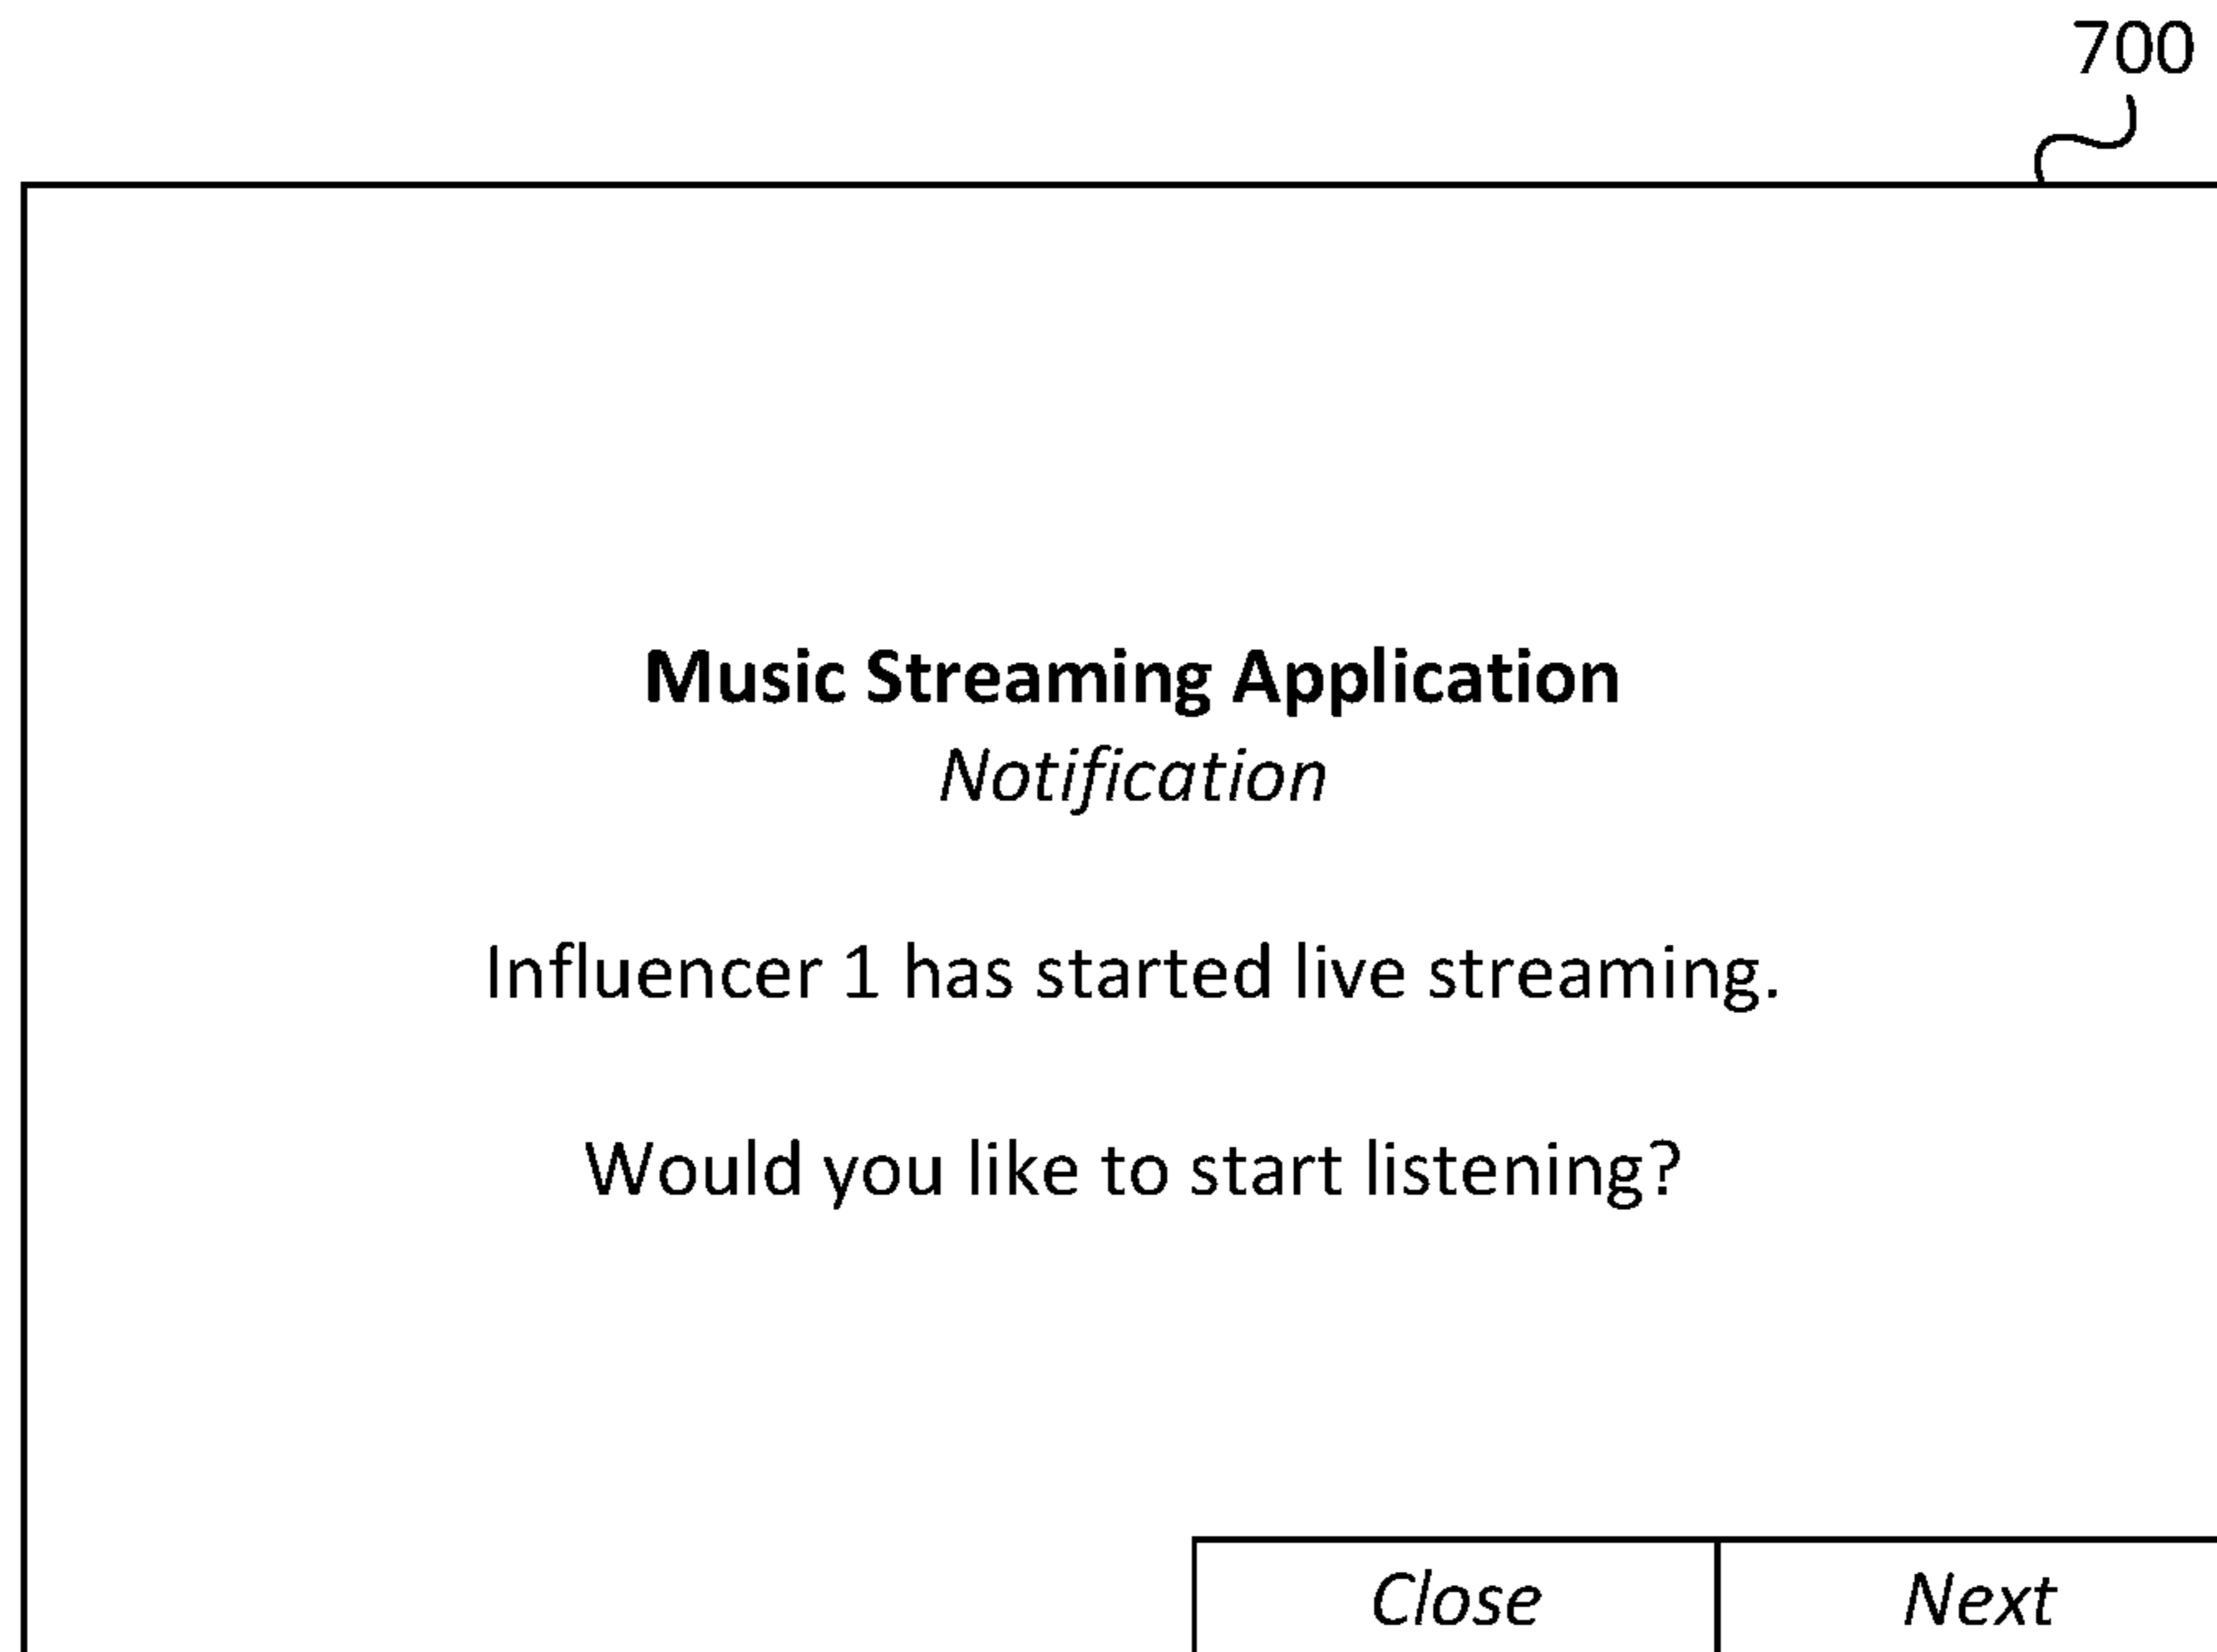 700
Music Streaming Application
Notification
Influencer 1 has started live streaming.
Would you like to start listening?
Close Next